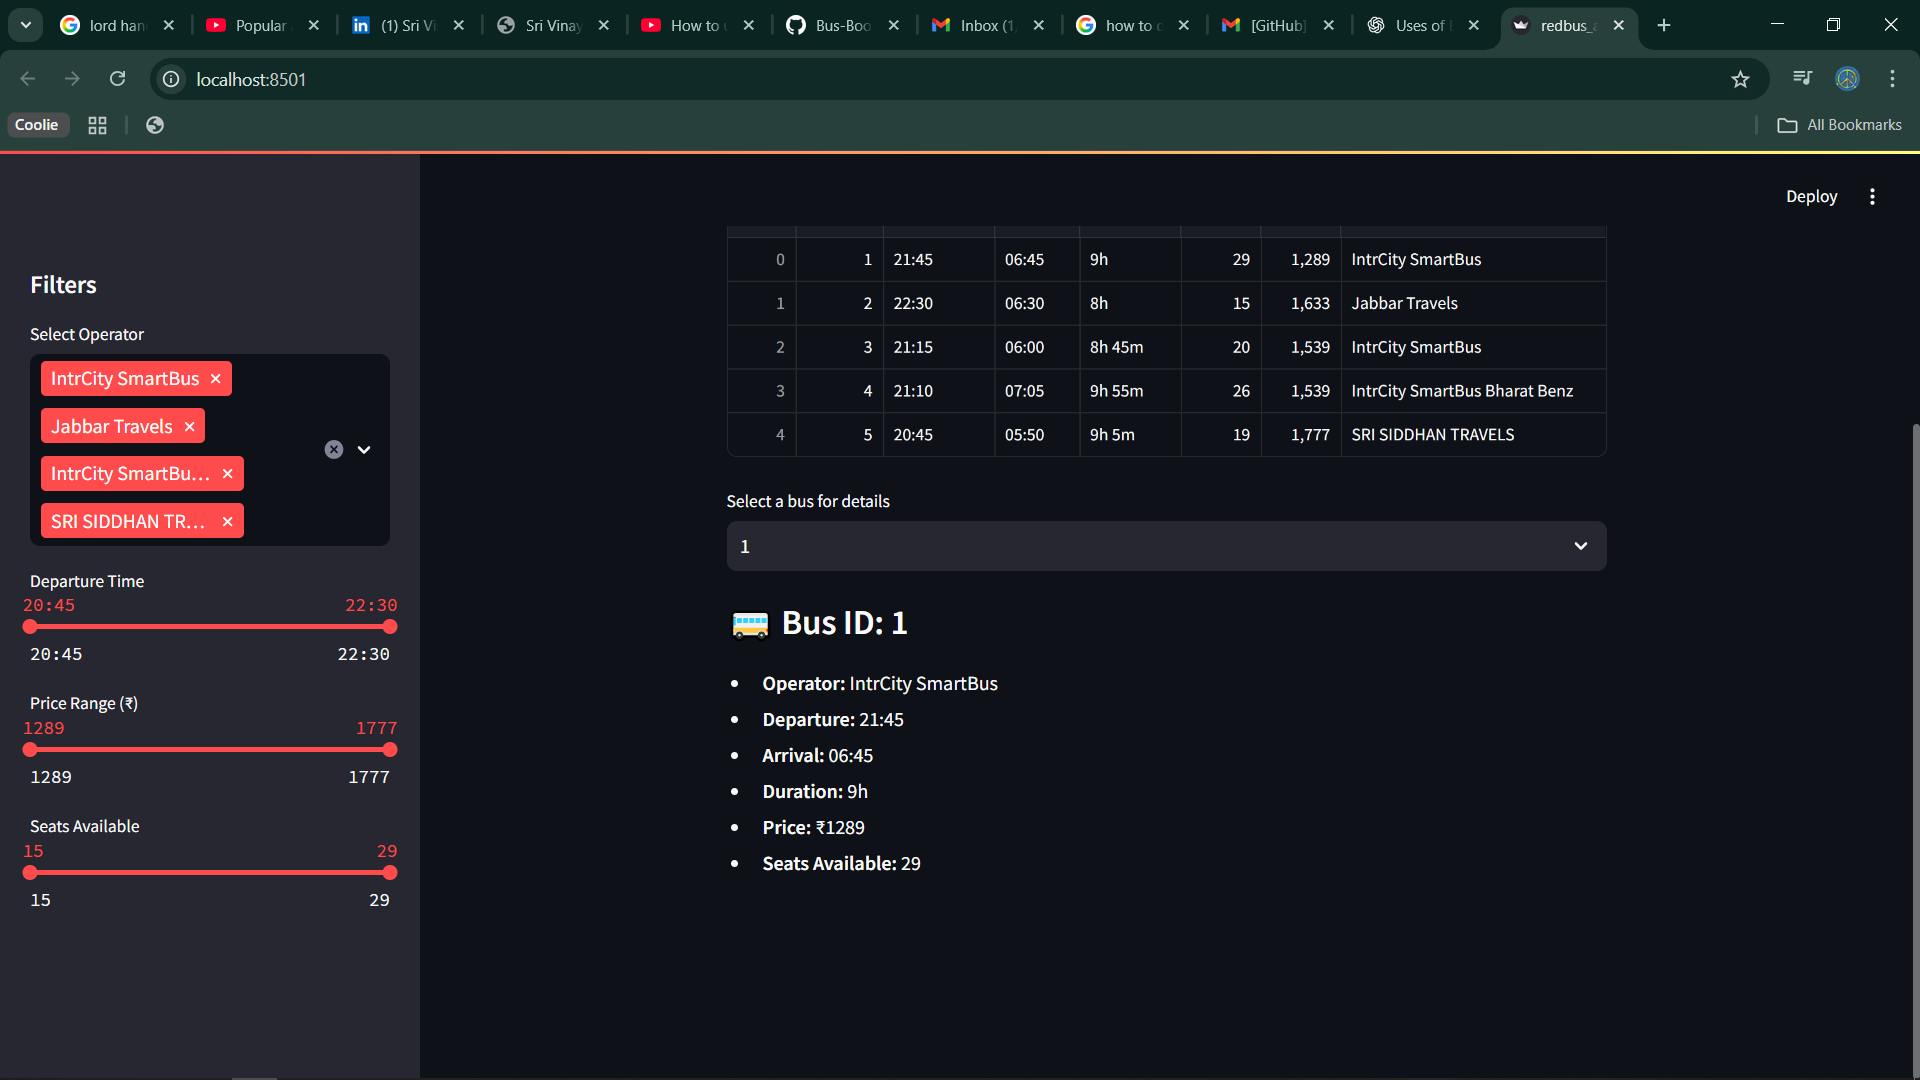 lord han
Popular
(1) Sri Vi
Sri Vinay
How to u
Bus-Boo
Inbox (1,
how to c
[GitHub]
Uses of
redbus_a
localhost:8501
Coolie
All Bookmarks
Deploy
Filters
Select Operator
IntrCity SmartBus
Jabbar Travels
IntrCity SmartBu...
SRI SIDDHAN TR...
Departure Time
20:45 22:30
20:45 22:30
Price Range (₹)
1289 1777
1289 1777
Seats Available
15 29
15 29
0 1 21:45 06:45 9h 29 1,289 IntrCity SmartBus
1 2 22:30 06:30 8h 15 1,633 Jabbar Travels
2 3 21:15 06:00 8h 45m 20 1,539 IntrCity SmartBus
3 4 21:10 07:05 9h 55m 26 1,539 IntrCity SmartBus Bharat Benz
4 5 20:45 05:50 9h 5m 19 1,777 SRI SIDDHAN TRAVELS
Select a bus for details
1
Bus ID: 1
Operator: IntrCity SmartBus
Departure: 21:45
Arrival: 06:45
Duration: 9h
Price: ₹1289
Seats Available: 29